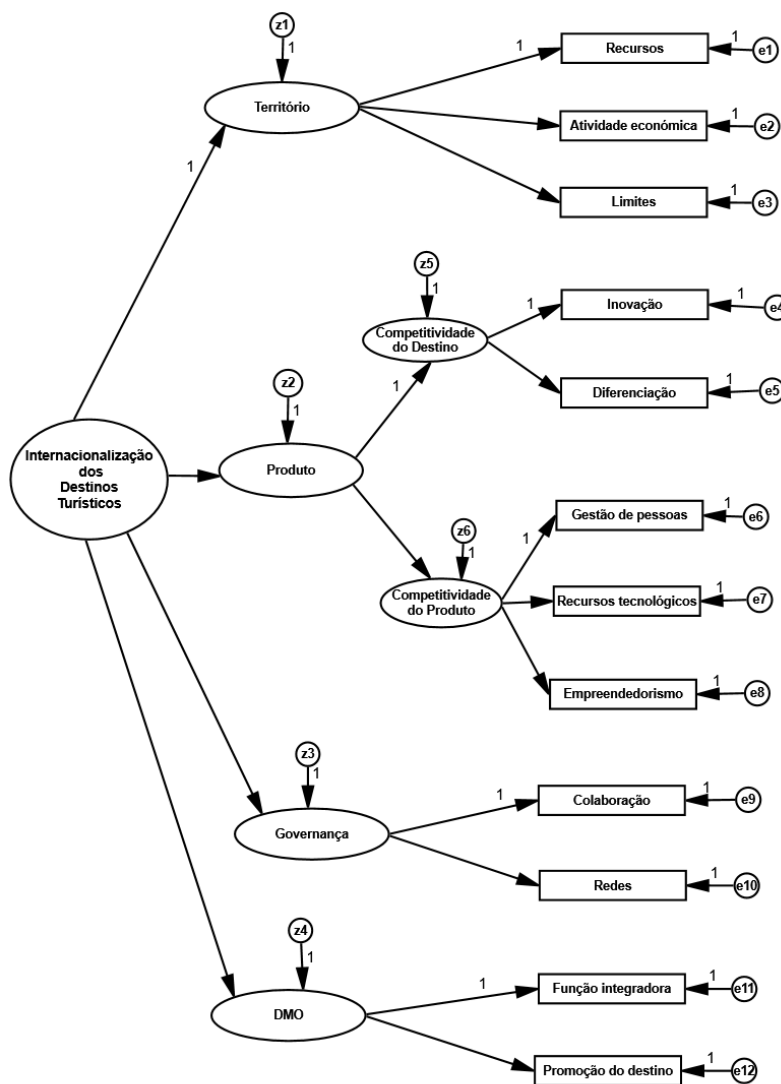 z1
1
1
Recursos
1
e1
Território
Atividade económica
1
e2
1
Limites
1
e3
z5
1
1
Inovação
1
e4
Competitividade
do Destino
z2
1
1
Diferenciação
1
e5
Internacionalização
dos
Destinos
Turísticos
Produto
z6
1
1
Gestão de pessoas
1
e6
Competitividade
do Produto
Recursos tecnológicos
1
e7
Empreendedorismo
1
e8
z3
1
1
Colaboração
1
e9
Governança
Redes
1
e10
z4
1
1
Função integradora
1
e11
DMO
Promoção do destino
1
e12